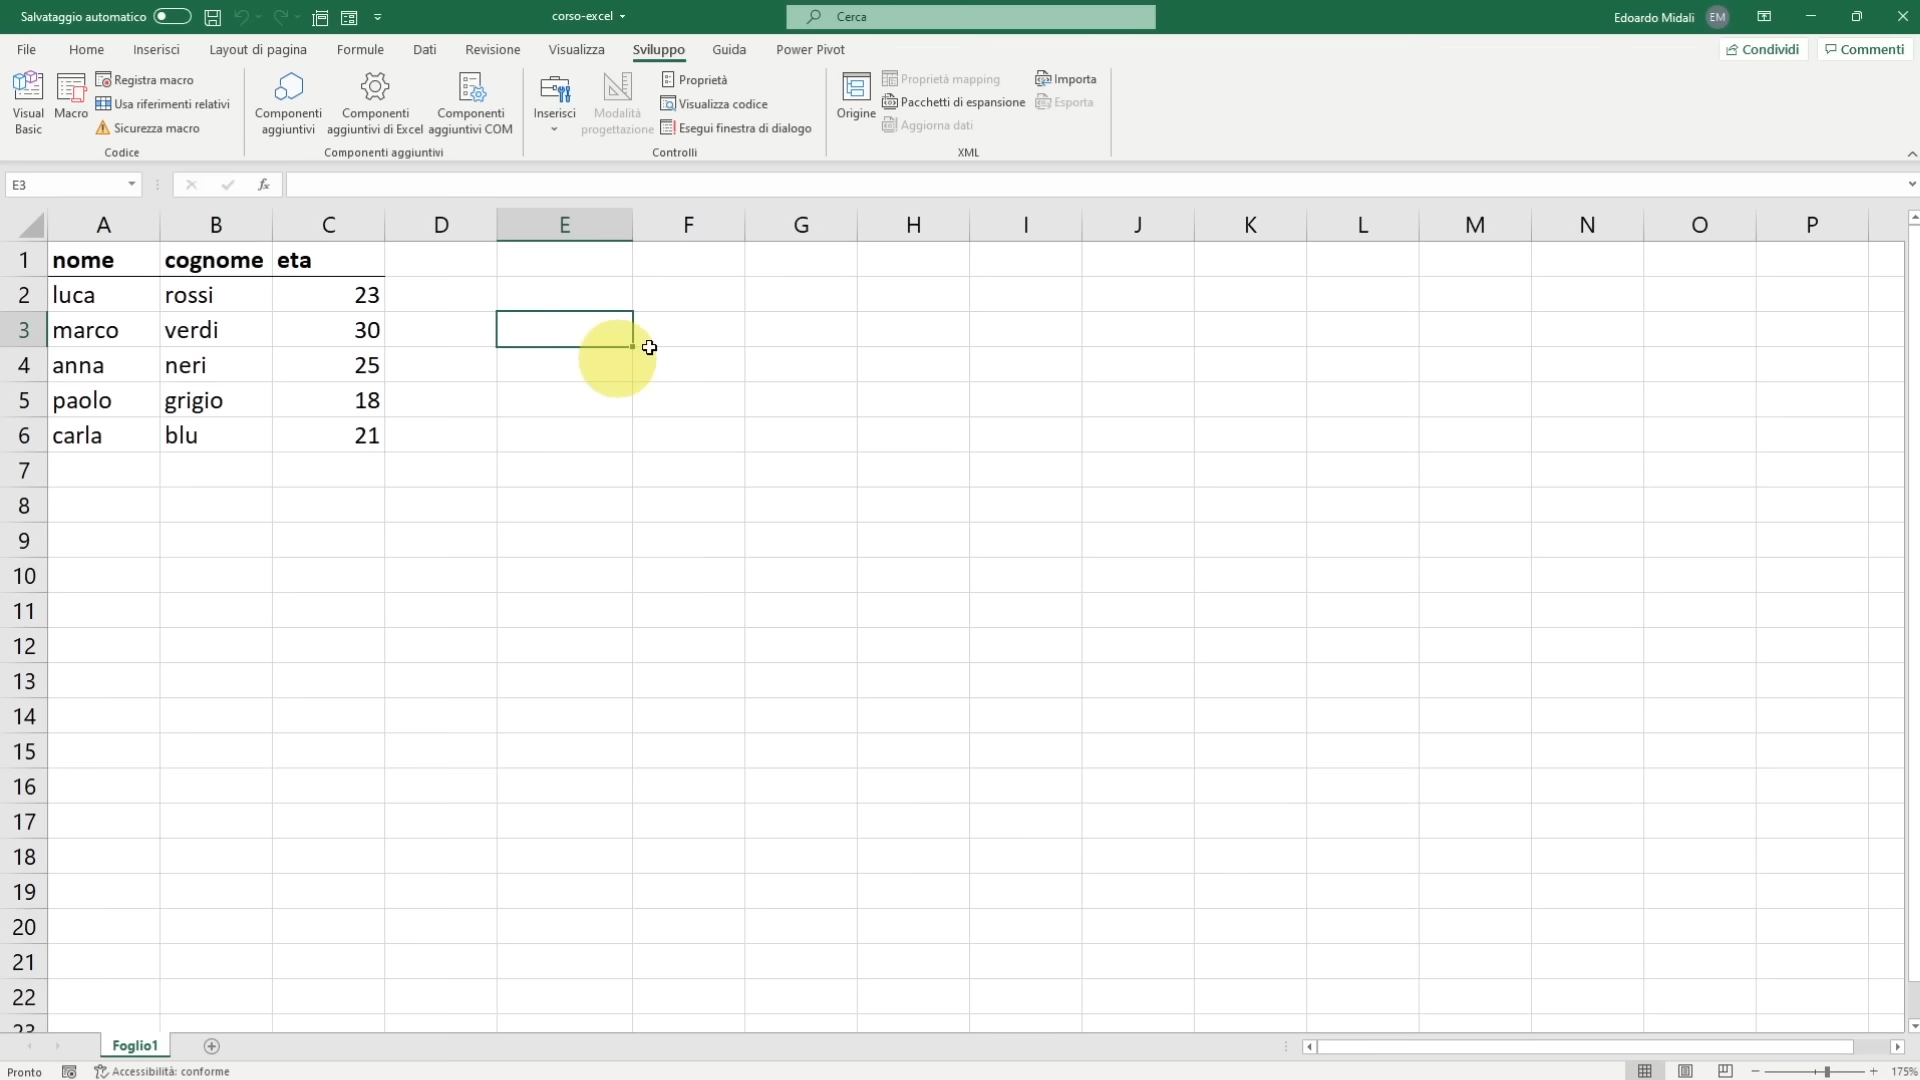 Salvataggio automatico
corso-excel
Cerca
Edoardo Midali EM
File Home Inserisci Layout di pagina Formule Dati Revisione Visualizza Sviluppo Guida Power Pivot
Condividi Commenti
Visual Basic
Macro
Registra macro
Usa riferimenti relativi
Sicurezza macro
Codice
Componenti aggiuntivi
Componenti aggiuntivi di Excel
Componenti aggiuntivi COM
Componenti aggiuntivi
Inserisci
Modalità progettazione
Proprietà
Visualizza codice
Esegui finestra di dialogo
Controlli
Origine
Proprietà mapping
Pacchetti di espansione
Aggiorna dati
Importa
Esporta
XML
E3 fx
A B C D E F G H I J K L M N O P
1 nome cognome eta
2 luca rossi 23
3 marco verdi 30
4 anna neri 25
5 paolo grigio 18
6 carla blu 21
7
8
9
10
11
12
13
14
15
16
17
18
19
20
21
22
23
Foglio1
Pronto Accessibilità: conforme 175%